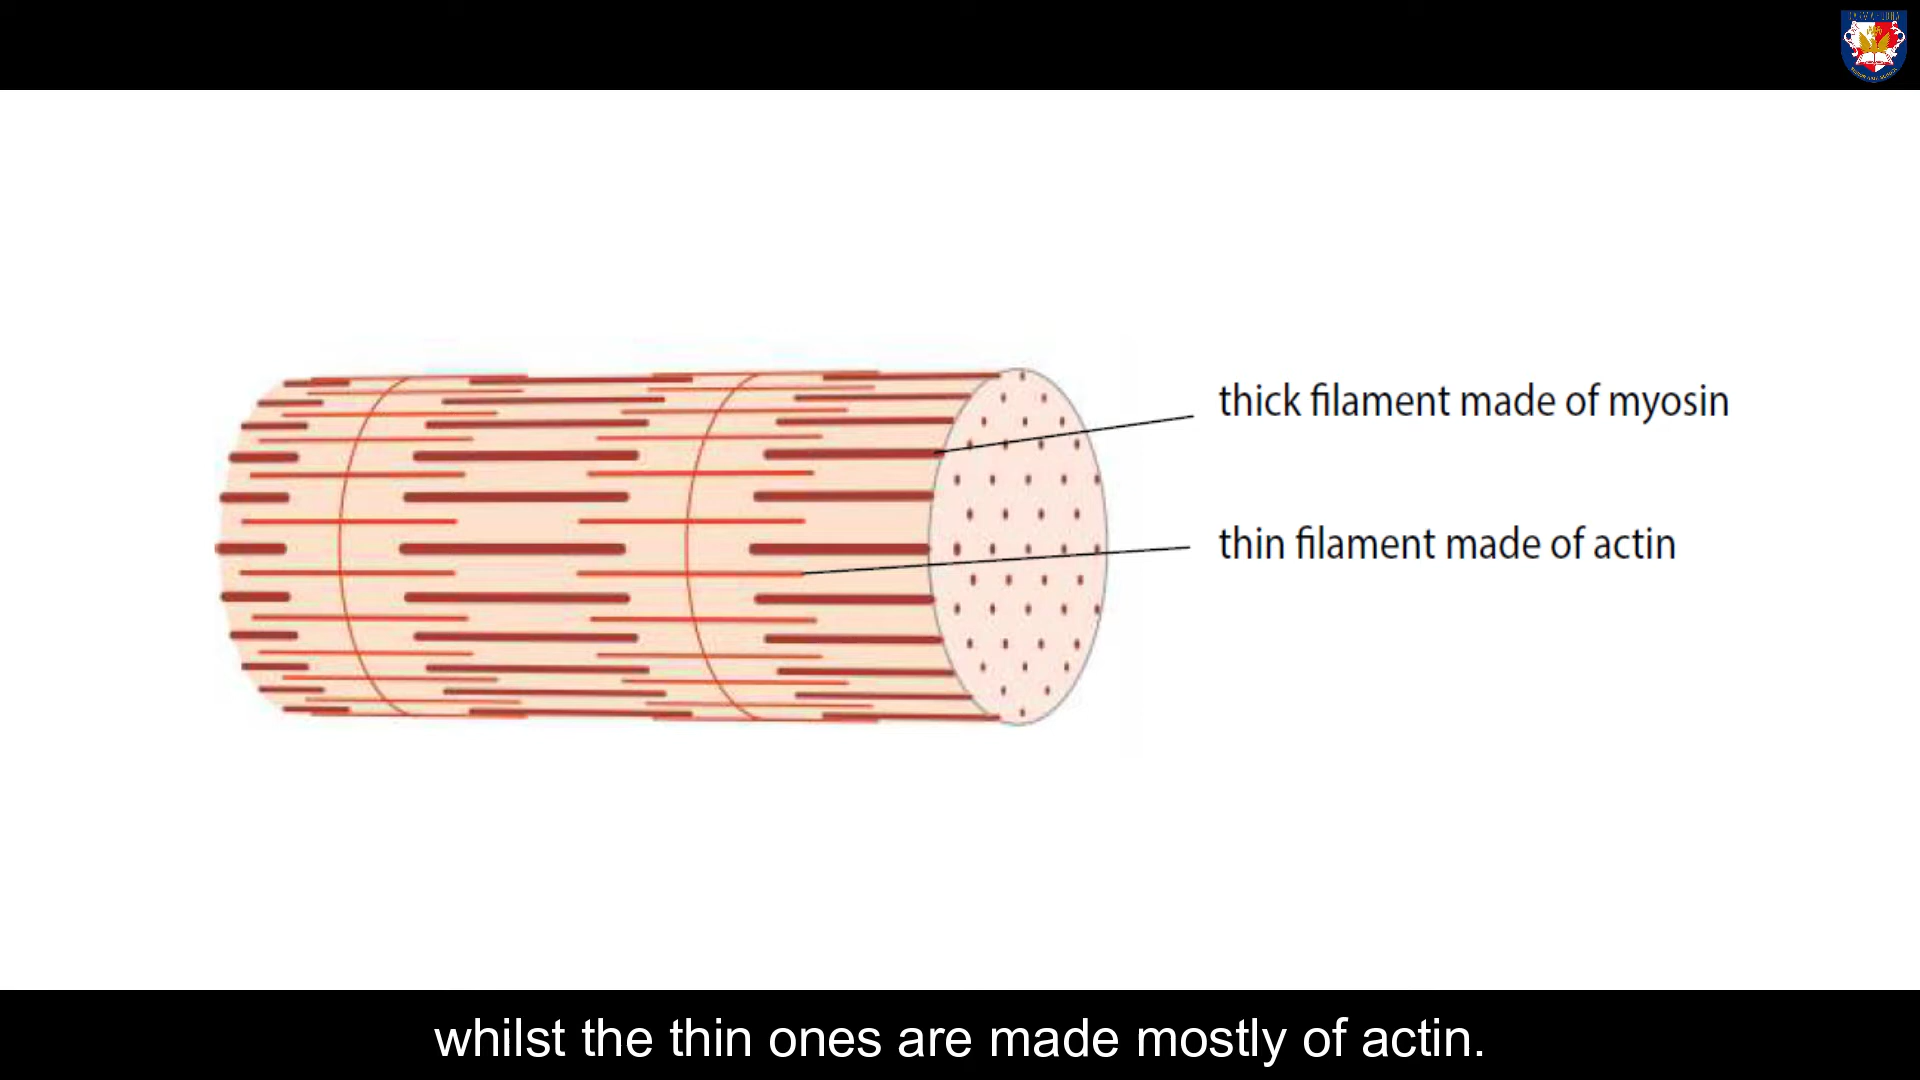 thick filament made of myosin
thin filament made of actin
whilst the thin ones are made mostly of actin.